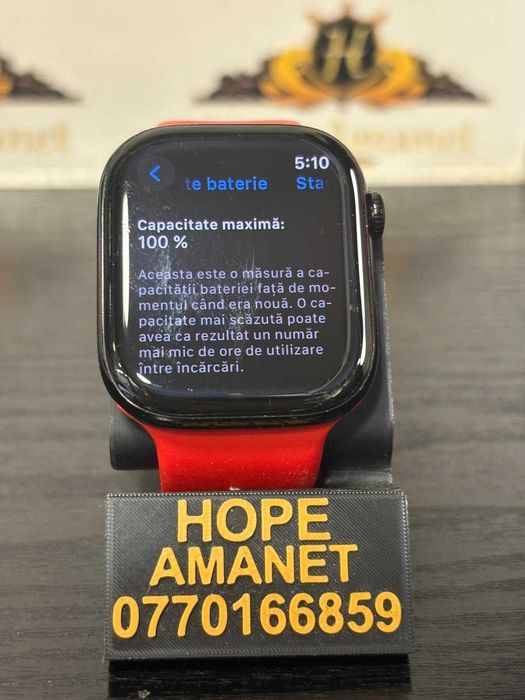 5:10
te baterie Sta
Capacitate maximă:
100 %
Aceasta este o măsură a ca-
pacității bateriei față de mo-
mentul când era nouă. O ca-
pacitate mai scăzută poate
avea ca rezultat un număr
mai mic de ore de utilizare
între încărcări.
HOPE
AMANET
0770166859